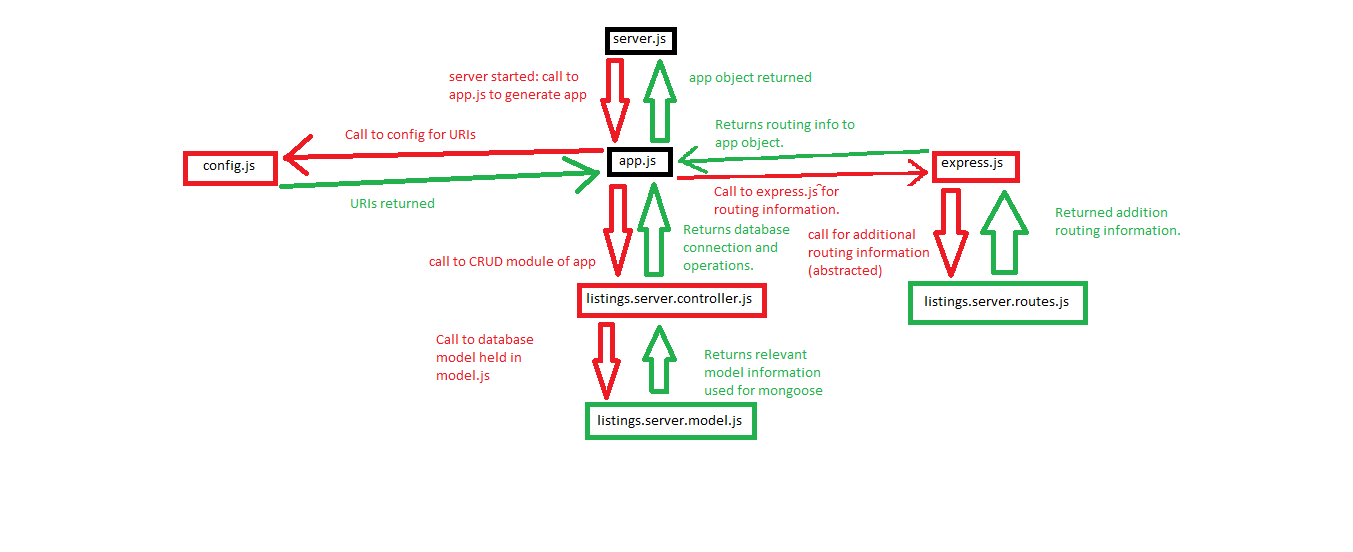 server.js
server started: call to
app.js to generate app
app object returned
Call to config for URIs
Returns routing info to
app object.
config.js
app.js
express.js
URIs returned
Call to express.js for
routing information.
Returns database
connection and
operations.
call for additional
routing information
(abstracted)
Returned addition
routing information.
call to CRUD module of app
listings.server.controller.js
listings.server.routes.js
Call to database
model held in
model.js
Returns relevant
model information
used for mongoose
listings.server.model.js